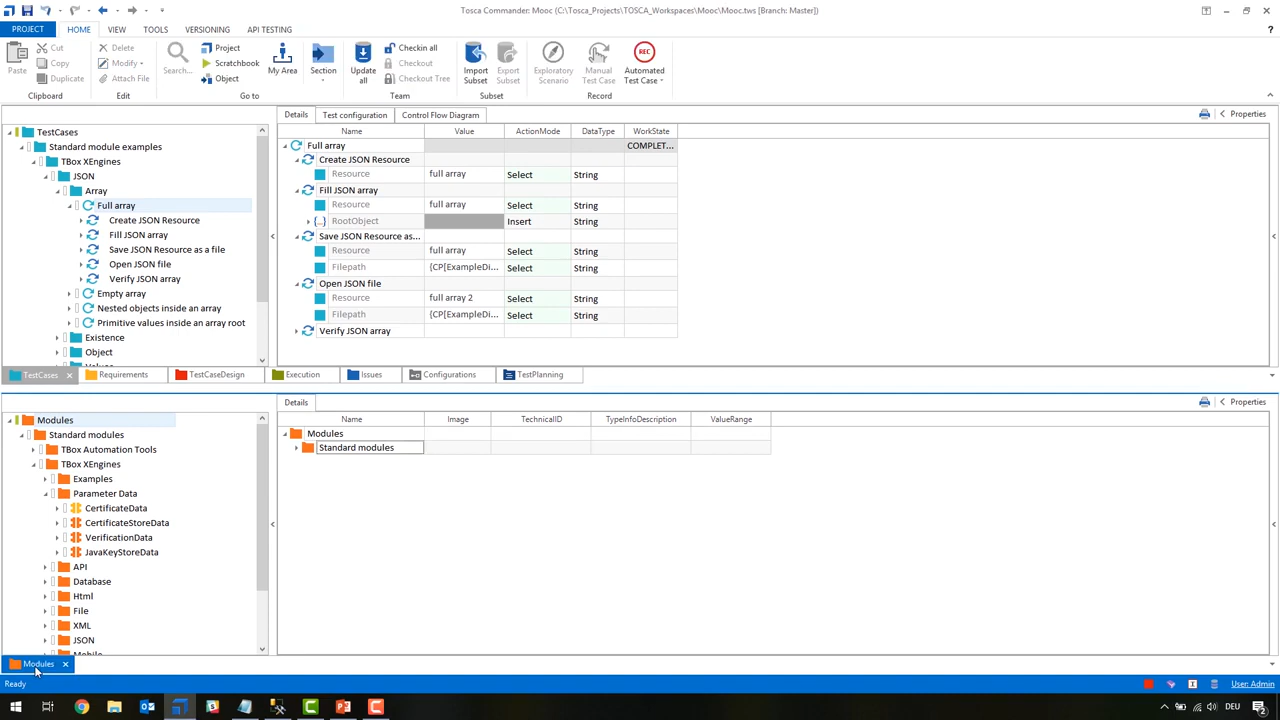 Tosca Commander: Mooc (C:\Tosca_Projects\TOSCA_Workspaces\Mooc\Mooc.tws [Branch: Master])
PROJECT HOME VIEW TOOLS VERSIONING API TESTING ?
Paste
Cut
Copy
Duplicate
Clipboard
Delete
Modify
Attach File
Edit
Search...
Project
Scratchbook
Object
My Area
Section
Go to
Update all
Checkin all
Checkout
Checkout Tree
Team
Import Subset
Export Subset
Subset
Exploratory Scenario
Manual Test Case
REC
Automated Test Case
Record
TestCases
Standard module examples
TBox XEngines
JSON
Array
Full array
Create JSON Resource
Fill JSON array
Save JSON Resource as a file
Open JSON file
Verify JSON array
Empty array
Nested objects inside an array
Primitive values inside an array root
Existence
Object
Details Test configuration Control Flow Diagram Properties
Name Value ActionMode DataType WorkState
Full array COMPLET...
Create JSON Resource
Resource full array Select String
Fill JSON array
Resource full array Select String
{..} RootObject Insert String
Save JSON Resource as...
Resource full array Select String
Filepath {CP[ExampleDi... Select String
Open JSON file
Resource full array 2 Select String
Filepath {CP[ExampleDi... Select String
Verify JSON array
TestCases Requirements TestCaseDesign Execution Issues Configurations TestPlanning
Modules
Standard modules
TBox Automation Tools
TBox XEngines
Examples
Parameter Data
CertificateData
CertificateStoreData
VerificationData
JavaKeyStoreData
API
Database
Html
File
XML
JSON
Mobile
Details Properties
Name Image TechnicalID TypeInfoDescription ValueRange
Modules
Standard modules
Modules
Ready User: Admin
DEU 2